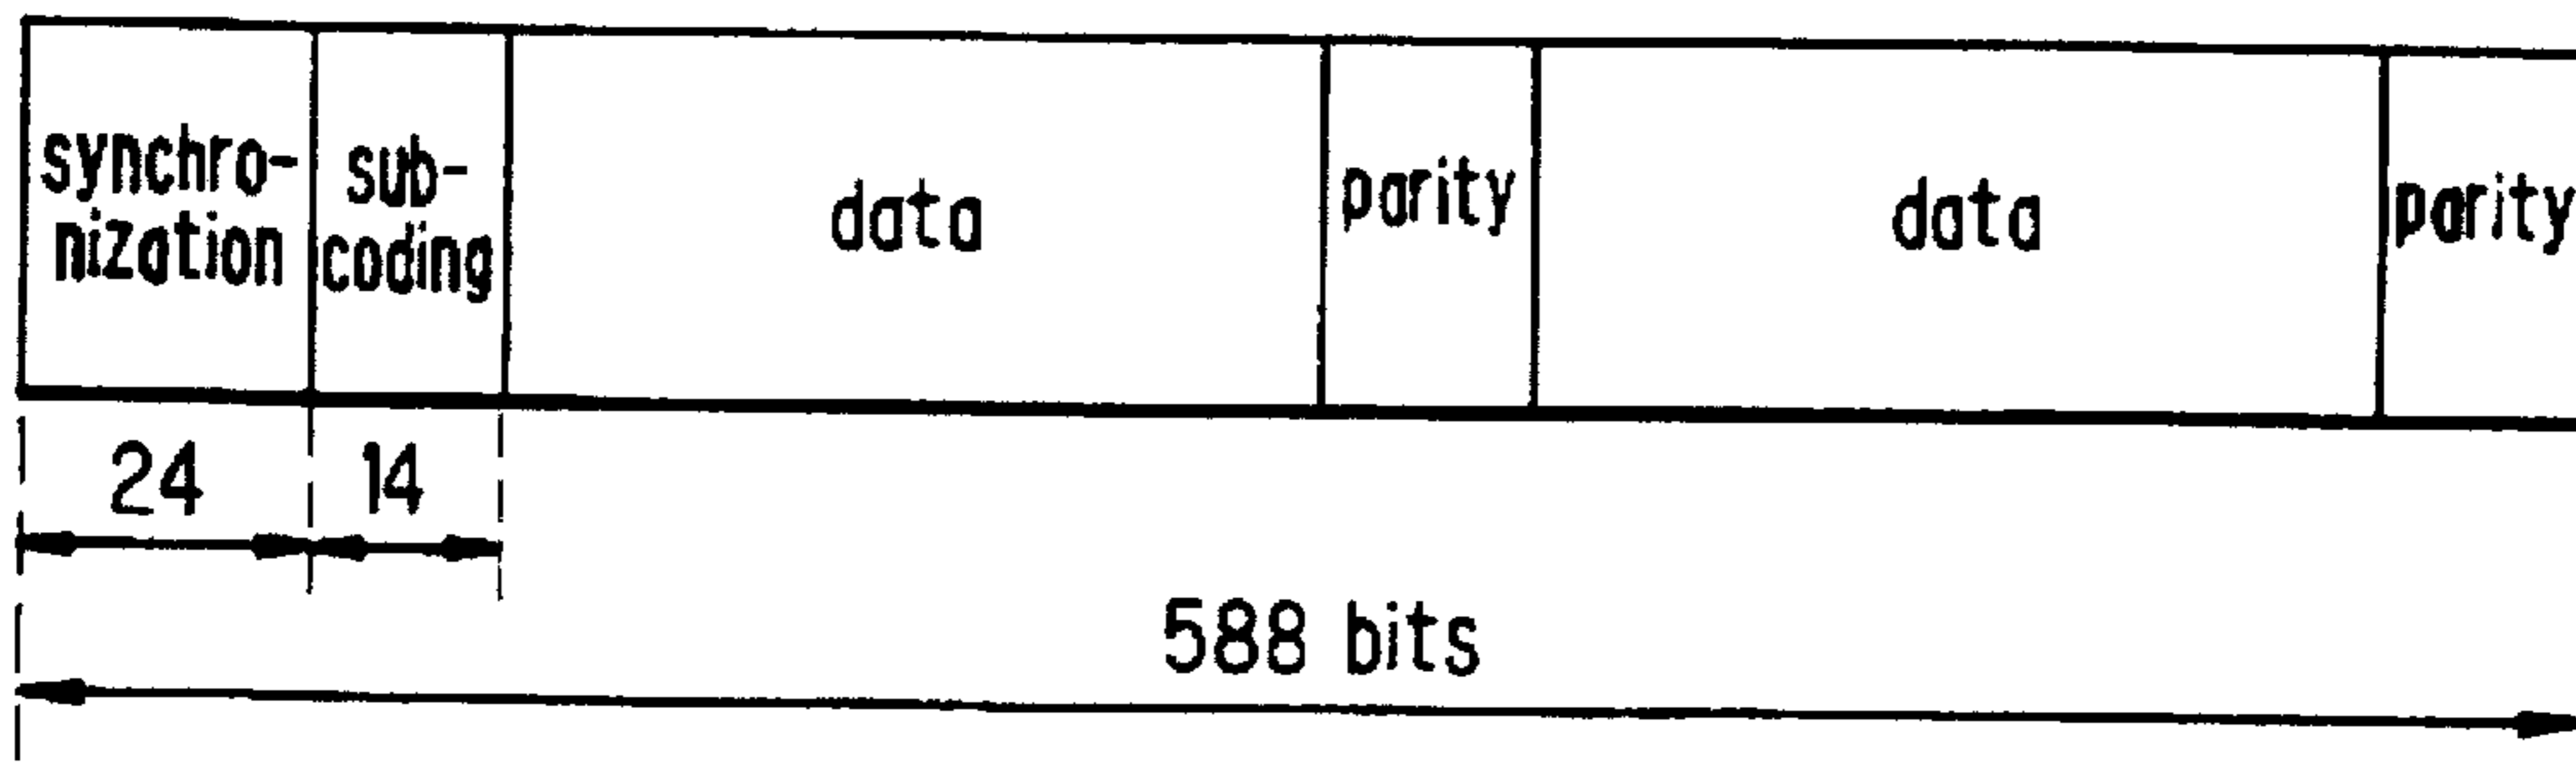 synchro-
nization
sub-
coding
data
parity
data
parity
24
14
588 bits